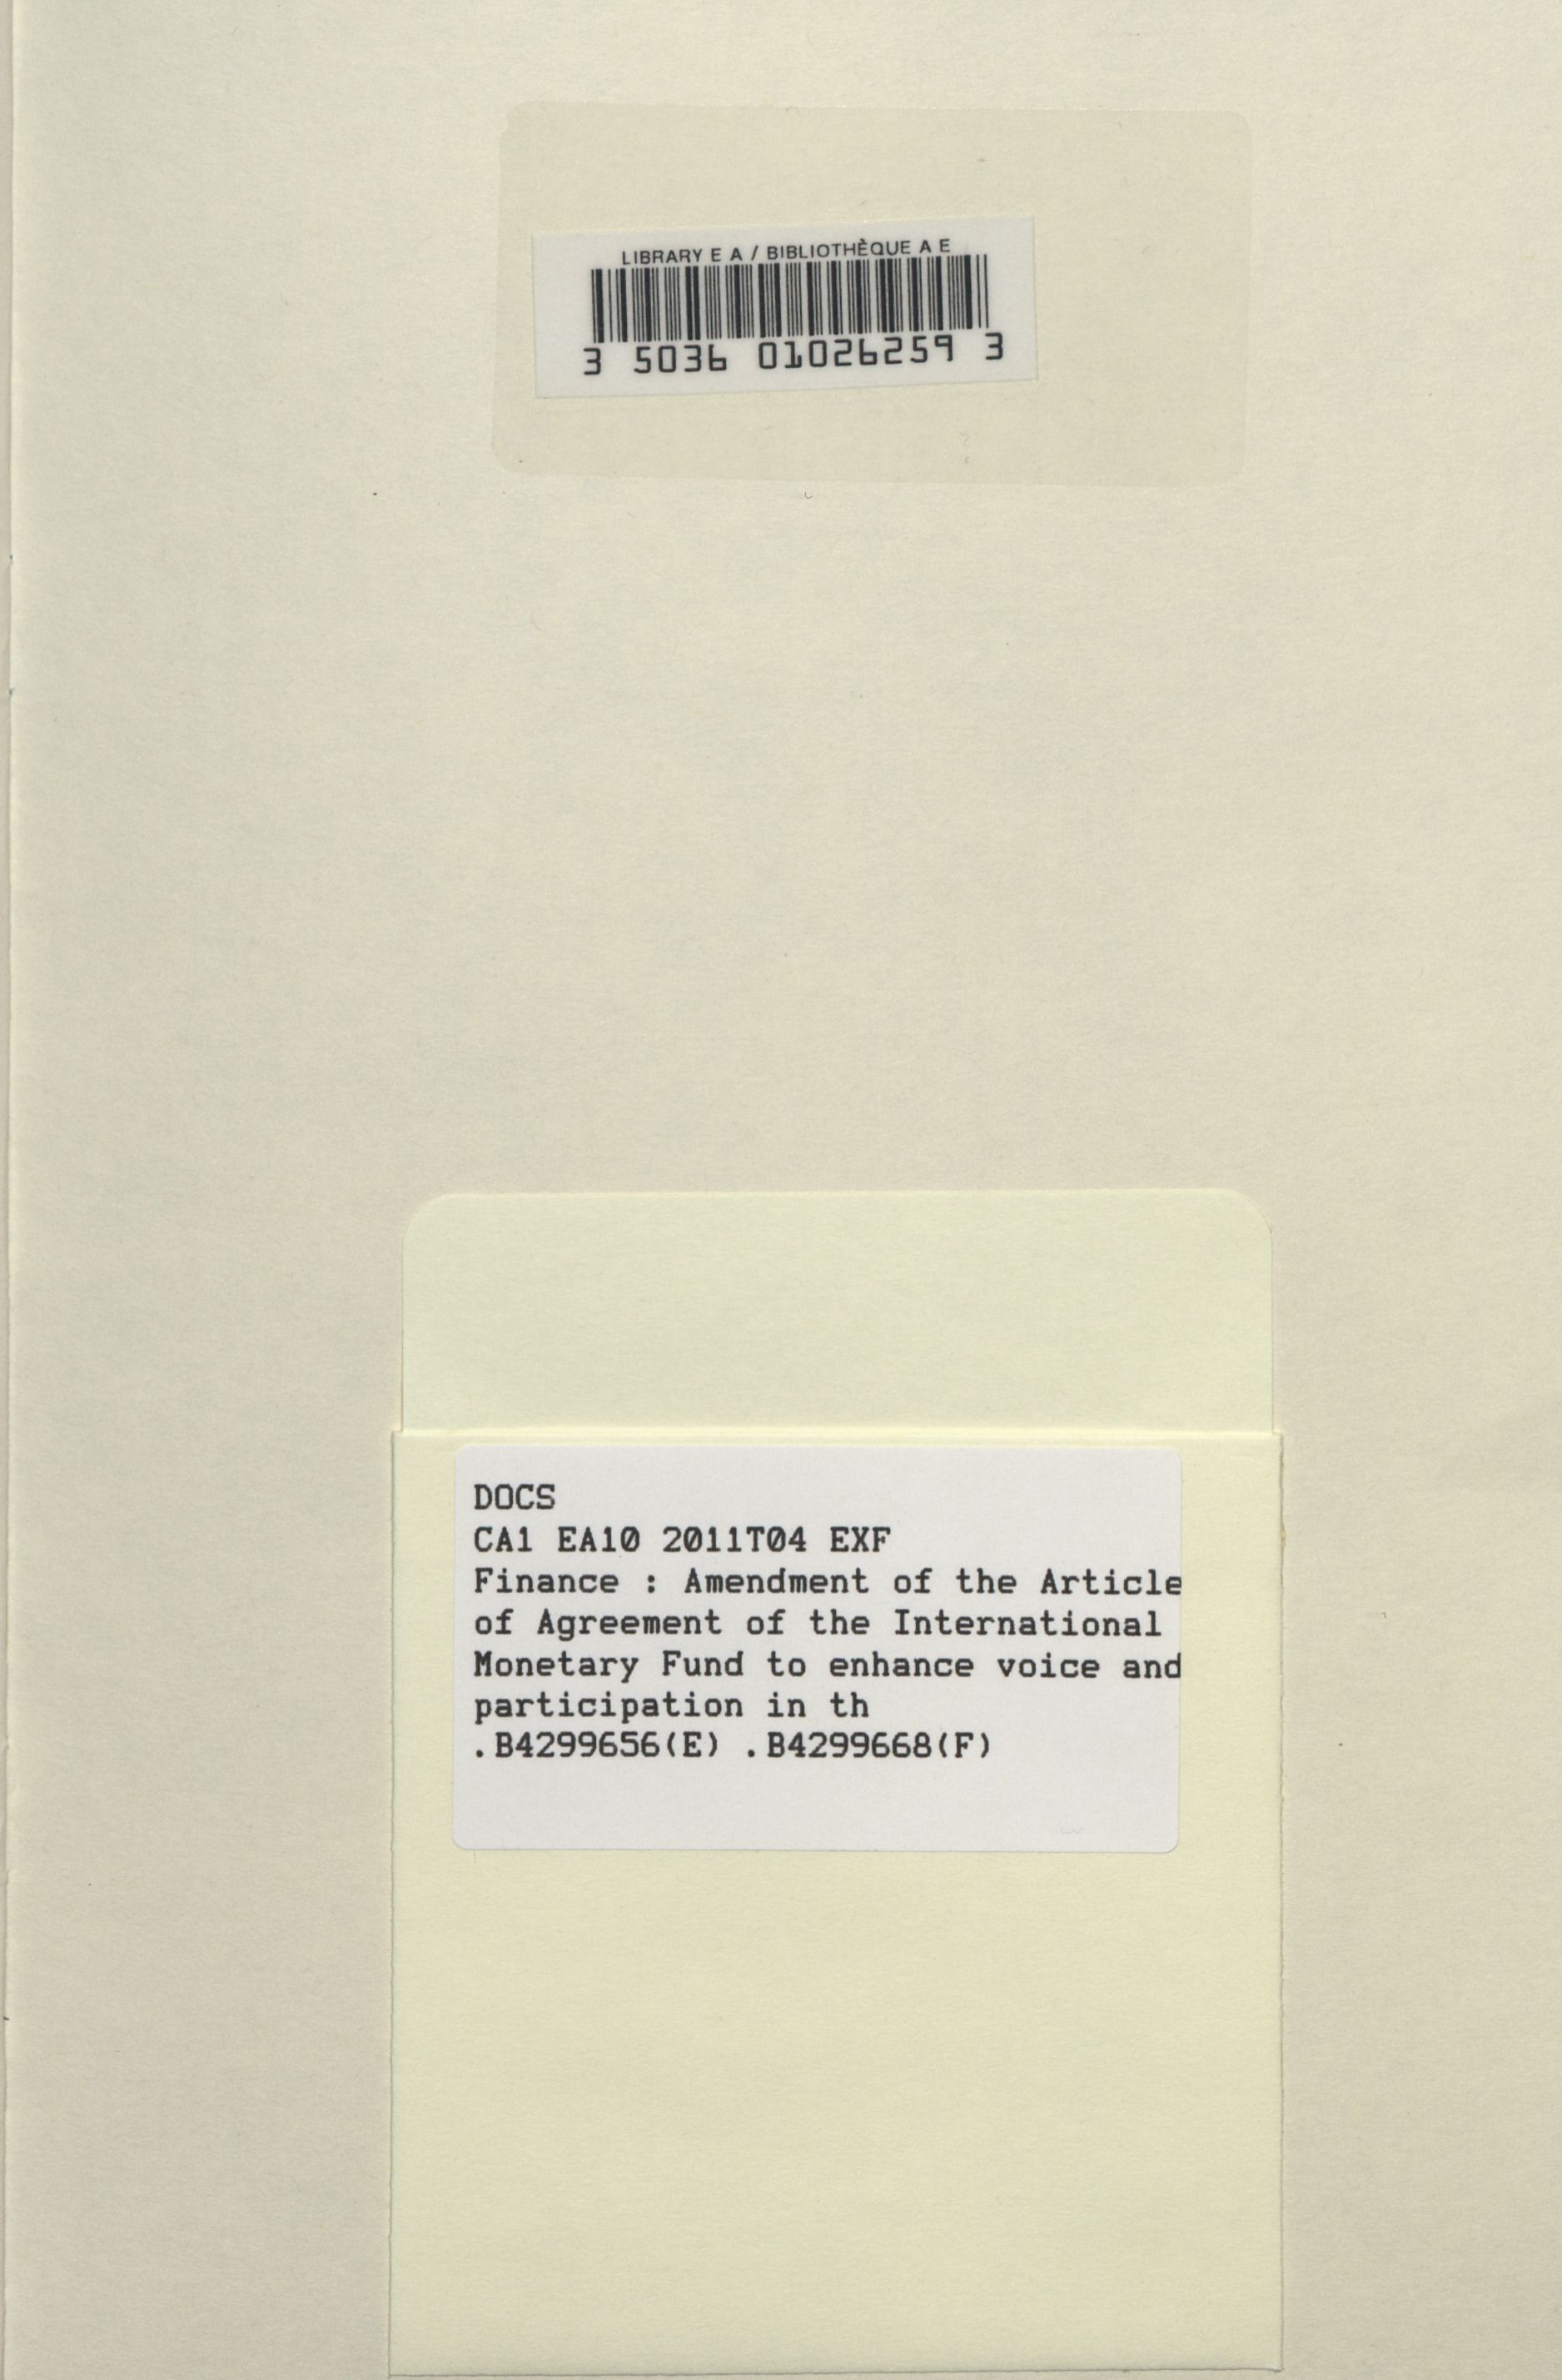 LIBRARY E A / BIBLIOTHÈQUE A E
3 5036 01026259 3
DOCS
CA1 EA10 2011T04 EXF
Finance : Amendment of the Article
of Agreement of the International
Monetary Fund to enhance voice and
participation in th
.B4299656(E) .B4299668(F)